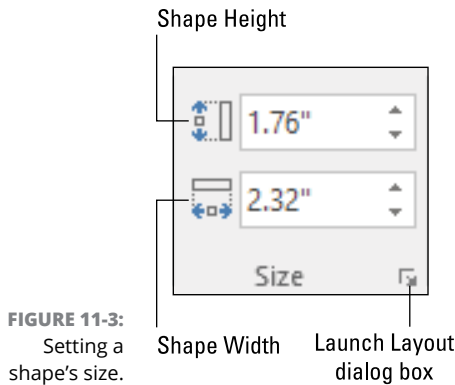 Shape Height
1.76"
2.32"
Size
FIGURE 11-3:
Setting a
shape's size.
Shape Width
Launch Layout
dialog box